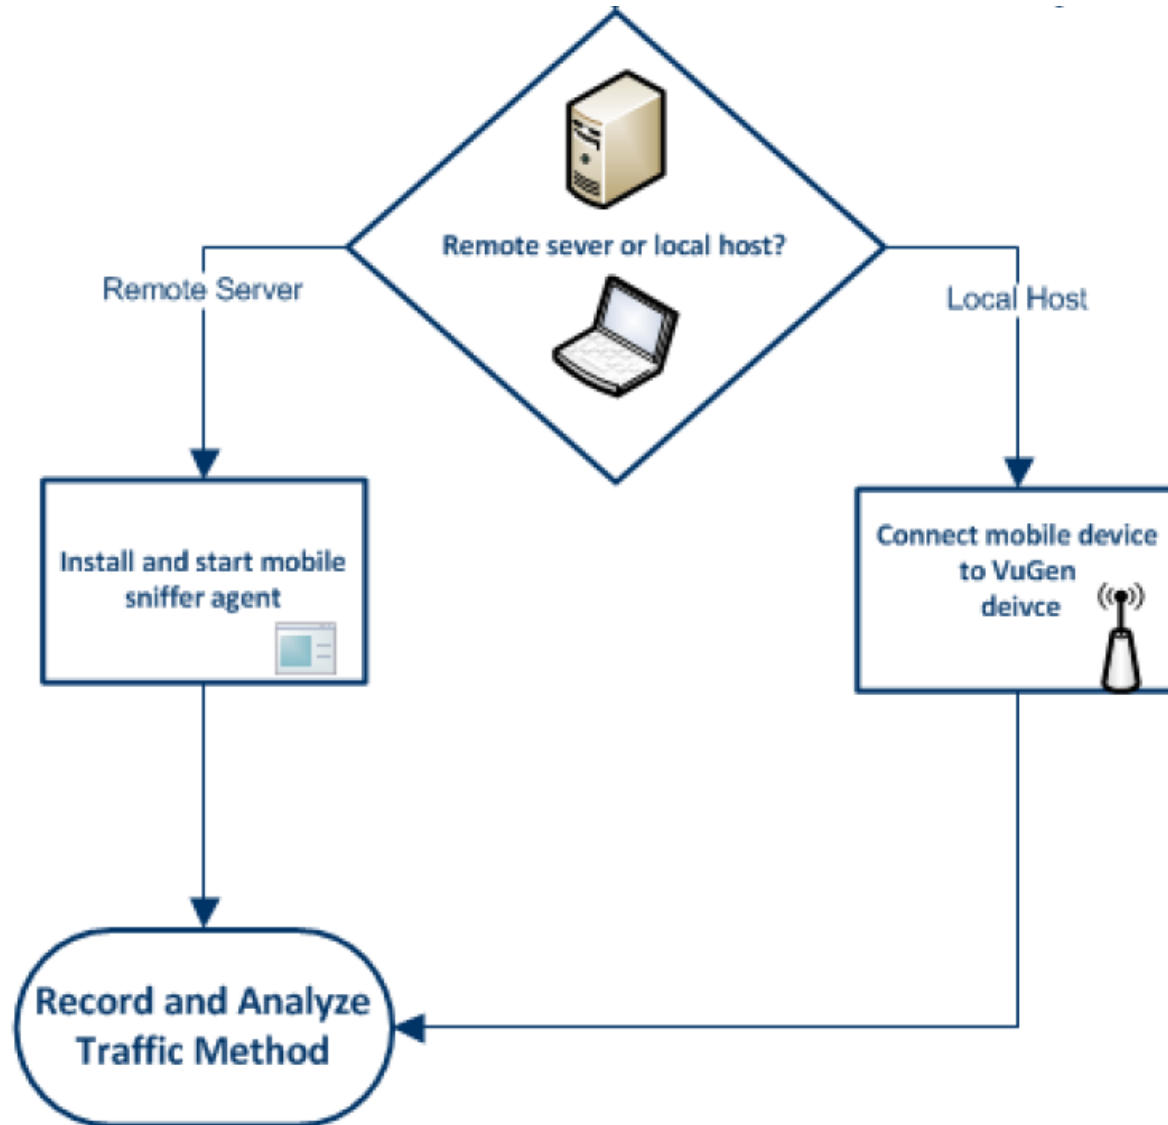 Remote sever or local host?
Remote Server
Local Host
Install and start mobile
sniffer agent
Connect mobile device
to VuGen
deivce
Record and Analyze
Traffic Method